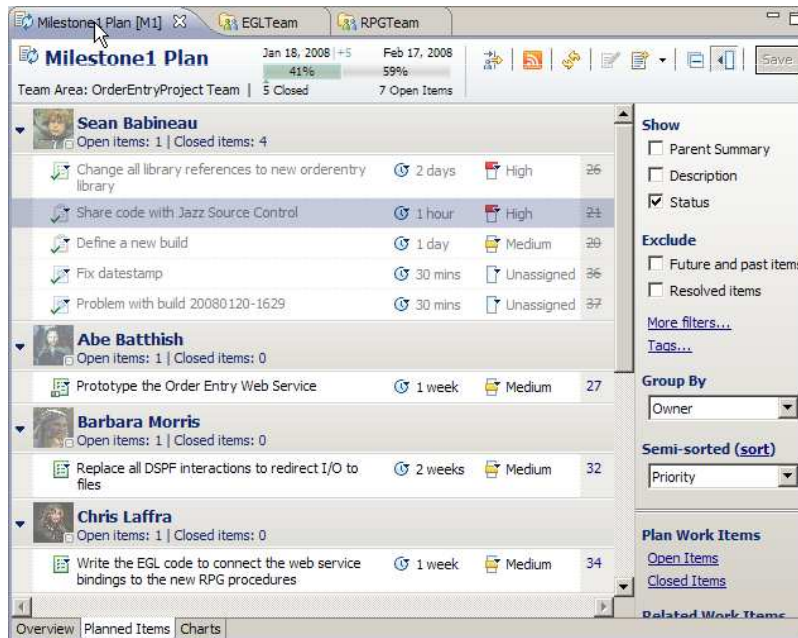 Milestone1 Plan [M1]
EGLTeam
RPGTeam
Milestone1 Plan
Jan 18, 2008 | +5
Feb 17, 2008
41%
59%
Save
Team Area: OrderEntryProject Team |
5 Closed
7 Open Items
Sean Babineau
Open items: 1 | Closed items: 4
Change all library references to new orderentry
library
2 days
High
26
Share code with Jazz Source Control
1 hour
High
21
Define a new build
1 day
Medium
20
Fix datestamp
30 mins
Unassigned
36
Problem with build 20080120-1629
30 mins
Unassigned
37
Abe Batthish
Open items: 1 | Closed items: 0
Prototype the Order Entry Web Service
1 week
Medium
27
Barbara Morris
Open items: 1 | Closed items: 0
Replace all DSPF interactions to redirect I/O to
files
2 weeks
Medium
32
Chris Laffra
Open items: 1 | Closed items: 0
Write the EGL code to connect the web service
bindings to the new RPG procedures
1 week
Medium
34
Show
Parent Summary
Description
Status
Exclude
Future and past items
Resolved items
More filters...
Tags...
Group By
Owner
Semi-sorted (sort)
Priority
Plan Work Items
Open Items
Closed Items
Related Work Items
Overview
Planned Items
Charts